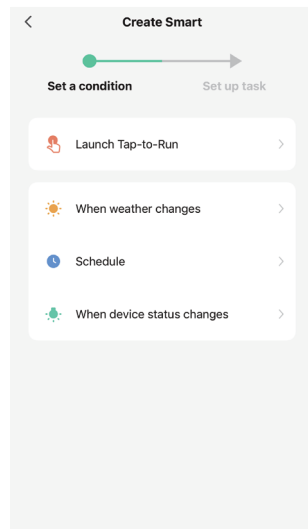 Create Smart
Set a condition Set up task
Launch Tap-to-Run
When weather changes
Schedule
When device status changes